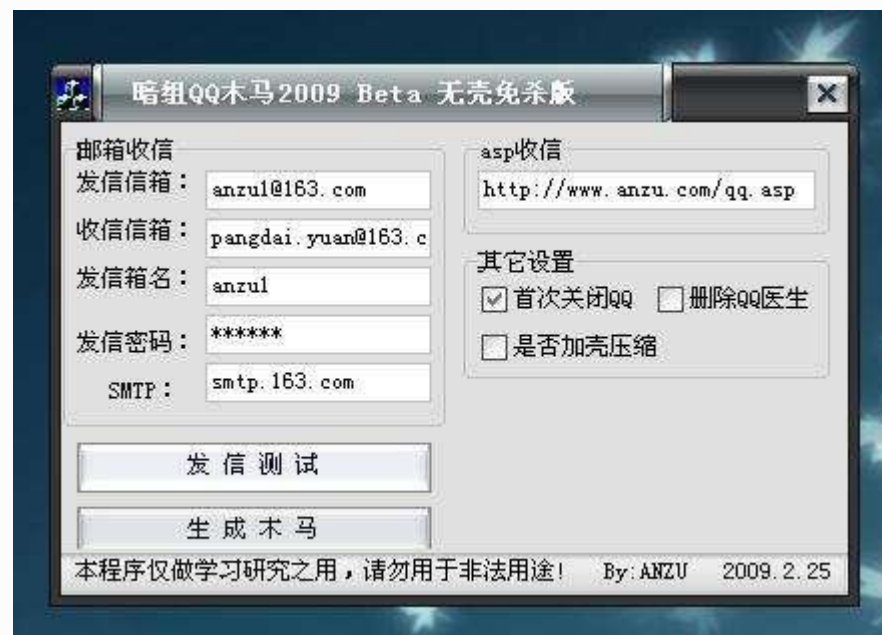 暗组QQ木马2009 Beta 无壳免杀版
邮箱收信
发信信箱：anzu1@163.com
收信信箱：pangdai.yuan@163.c
发信箱名：anzu1
发信密码：******
SMTP：smtp.163.com
发信测试
生成木马
asp收信
http://www.anzu.com/qq.asp
其它设置
首次关闭QQ 删除QQ医生
是否加壳压缩
本程序仅做学习研究之用，请勿用于非法用途! By:ANZU 2009.2.25